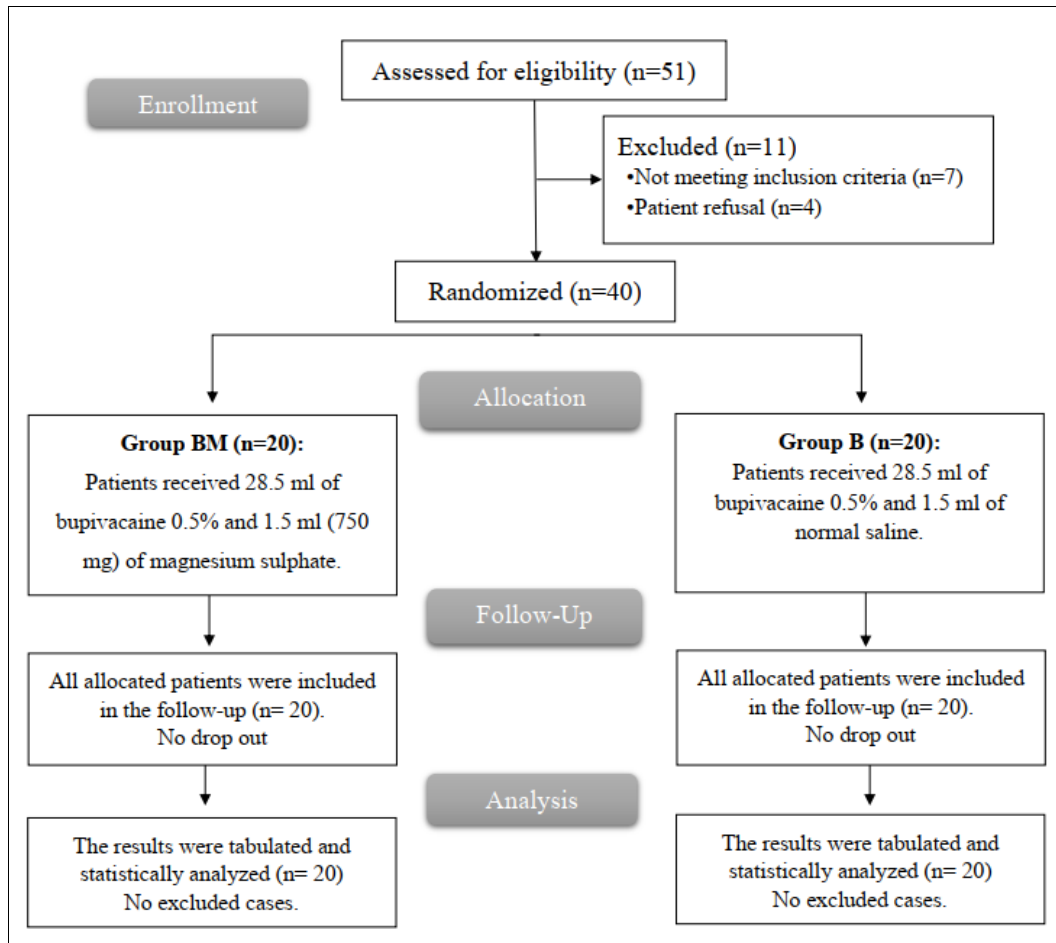 Assessed for eligibility (n=51)
Enrollment
Excluded (n=11)
•Not meeting inclusion criteria (n=7)
•Patient refusal (n=4)
Randomized (n=40)
Allocation
Group BM (n=20):
Patients received 28.5 ml of
bupivacaine 0.5% and 1.5 ml (750
mg) of magnesium sulphate.
Group B (n=20):
Patients received 28.5 ml of
bupivacaine 0.5% and 1.5 ml of
normal saline.
Follow-Up
All allocated patients were included
in the follow-up (n= 20).
No drop out
All allocated patients were included
in the follow-up (n= 20).
No drop out
Analysis
The results were tabulated and
statistically analyzed (n= 20)
No excluded cases.
The results were tabulated and
statistically analyzed (n= 20)
No excluded cases.